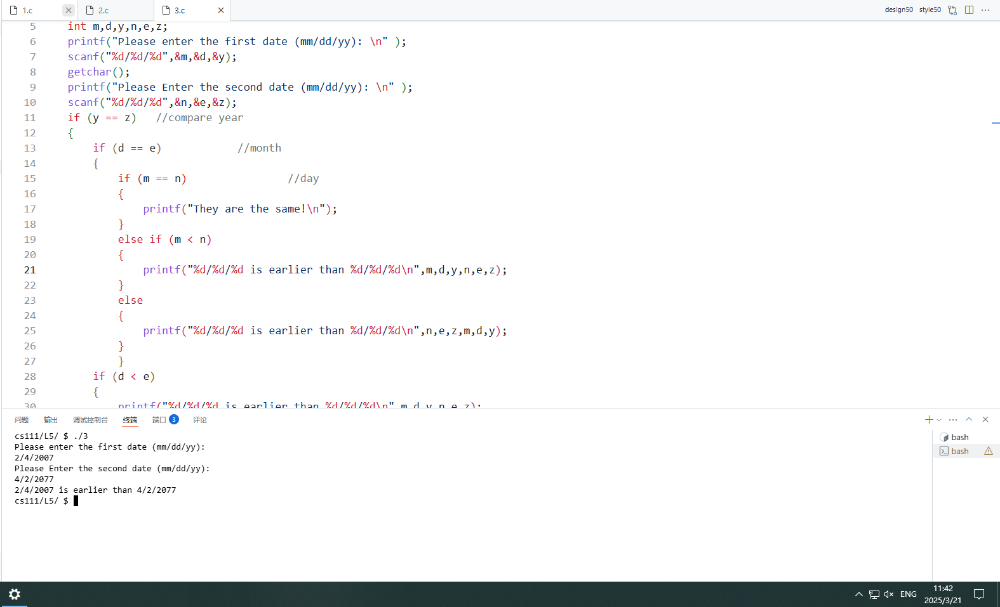 1.c
2.c
3.c
design50 style50
5 int m,d,y,n,e,z;
6 printf("Please enter the first date (mm/dd/yy): \n" );
7 scanf("%d/%d/%d",&m,&d,&y);
8 getchar();
9 printf("Please Enter the second date (mm/dd/yy): \n" );
10 scanf("%d/%d/%d",&n,&e,&z);
11 if (y == z) //compare year
12 {
13 if (d == e) //month
14 {
15 if (m == n) //day
16 {
17 printf("They are the same!\n");
18 }
19 else if (m < n)
20 {
21 printf("%d/%d/%d is earlier than %d/%d/%d\n",m,d,y,n,e,z);
22 }
23 else
24 {
25 printf("%d/%d/%d is earlier than %d/%d/%d\n",n,e,z,m,d,y);
26 }
27 }
28 if (d < e)
29 {
30 printf("%d/%d/%d is earlier than %d/%d/%d\n",m,d,y,n,e,z);
问题 输出 调试控制台 终端 端口 3 评论
cs111/L5/ $ ./3
Please enter the first date (mm/dd/yy):
2/4/2007
Please Enter the second date (mm/dd/yy):
4/2/2077
2/4/2007 is earlier than 4/2/2077
cs111/L5/ $
bash
bash
ENG
11:42
2025/3/21